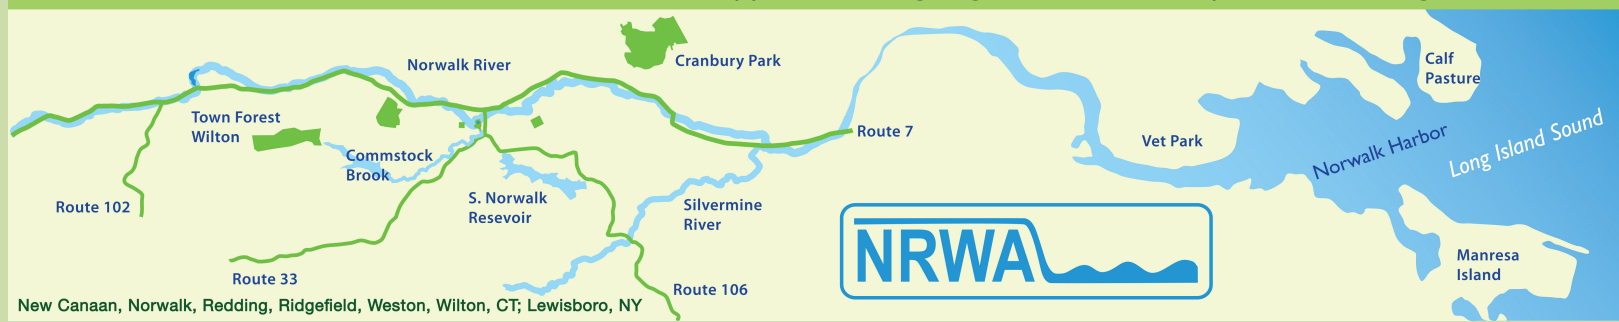 Norwalk River
Cranbury Park
Calf
Pasture
Town Forest
Wilton
Route 7
Vet Park
Norwalk Harbor
Long Island Sound
Commstock
Brook
Route 102
S. Norwalk
Resevoir
Silvermine
River
NRWA
Manresa
Island
Route 33
Route 106
New Canaan, Norwalk, Redding, Ridgefield, Weston, Wilton, CT; Lewisboro, NY